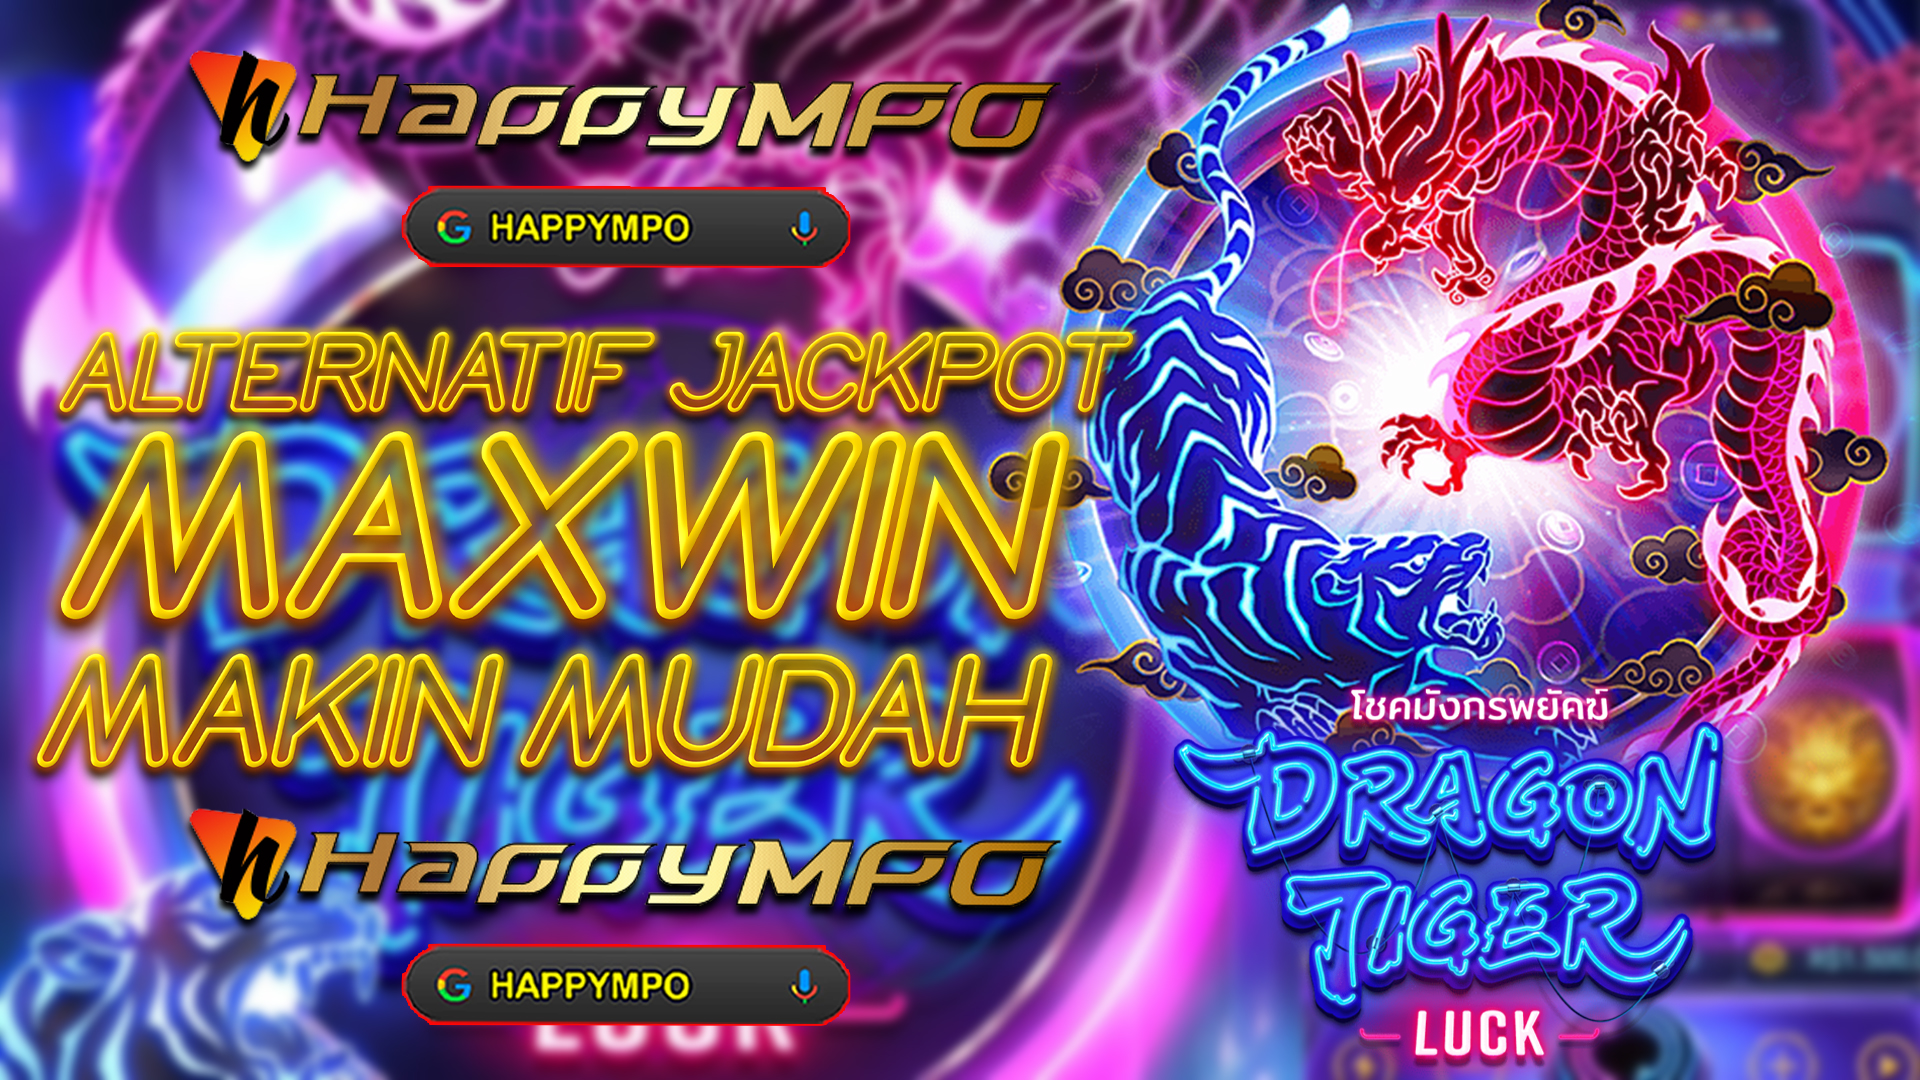 HAPPYMPO
HAPPYMPO
ALTERNATIF JACKPOT
MAXWIN
MAKIN MUDAH
HAPPYMPO
HAPPYMPO
LUCK
โชคมังกรพยัคฆ์
DRAGON
TIGER
LUCK